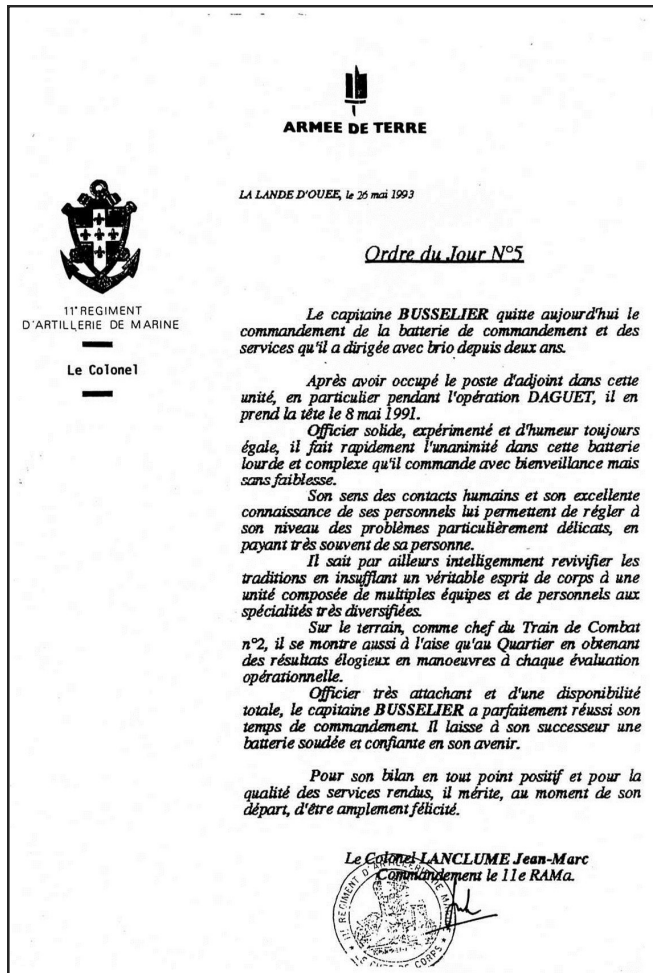 ARMEE DE TERRE
LA LANDE D'OUEE, le 26 mai 1993
Ordre du Jour N°5
11°REGIMENT
D'ARTILLERIE DE MARINE
Le Colonel
Le capitaine BUSSELIER quitte aujourd'hui le
commandement de la batterie de commandement et des
services qu'il a dirigée avec brio depuis deux ans.
Après avoir occupé le poste d'adjoint dans cette
unité, en particulier pendant l'opération DAGUET, il en
prend la tête le 8 mai 1991.
Officier solide, expérimenté et d'humeur toujours
égale, il fait rapidement l'unanimité dans cette batterie
lourde et complexe qu'il commande avec bienveillance mais
sans faiblesse.
Son sens des contacts humains et son excellente
connaissance de ses personnels lui permettent de régler à
son niveau des problèmes particulièrement délicats, en
payant très souvent de sa personne.
Il sait par ailleurs intelligemment revivifier les
traditions en insufflant un véritable esprit de corps à une
unité composée de multiples équipes et de personnels aux
spécialités très diversifiées.
Sur le terrain, comme chef du Train de Combat
n°2, il se montre aussi à l'aise qu'au Quartier en obtenant
des résultats élogieux en manoeuvres à chaque évaluation
opérationnelle.
Officier très attachant et d'une disponibilité
totale, le capitaine BUSSELIER a parfaitement réussi son
temps de commandement. Il laisse à son successeur une
batterie soudée et confiante en son avenir.
Pour son bilan en tout point positif et pour la
qualité des services rendus, il mérite, au moment de son
départ, d'être amplement félicité.
Le Colonel LANCLUME Jean-Marc
Commandement le 11e RAMa.
REGIMENT D'ARTILLERIE DE
DE CORPS